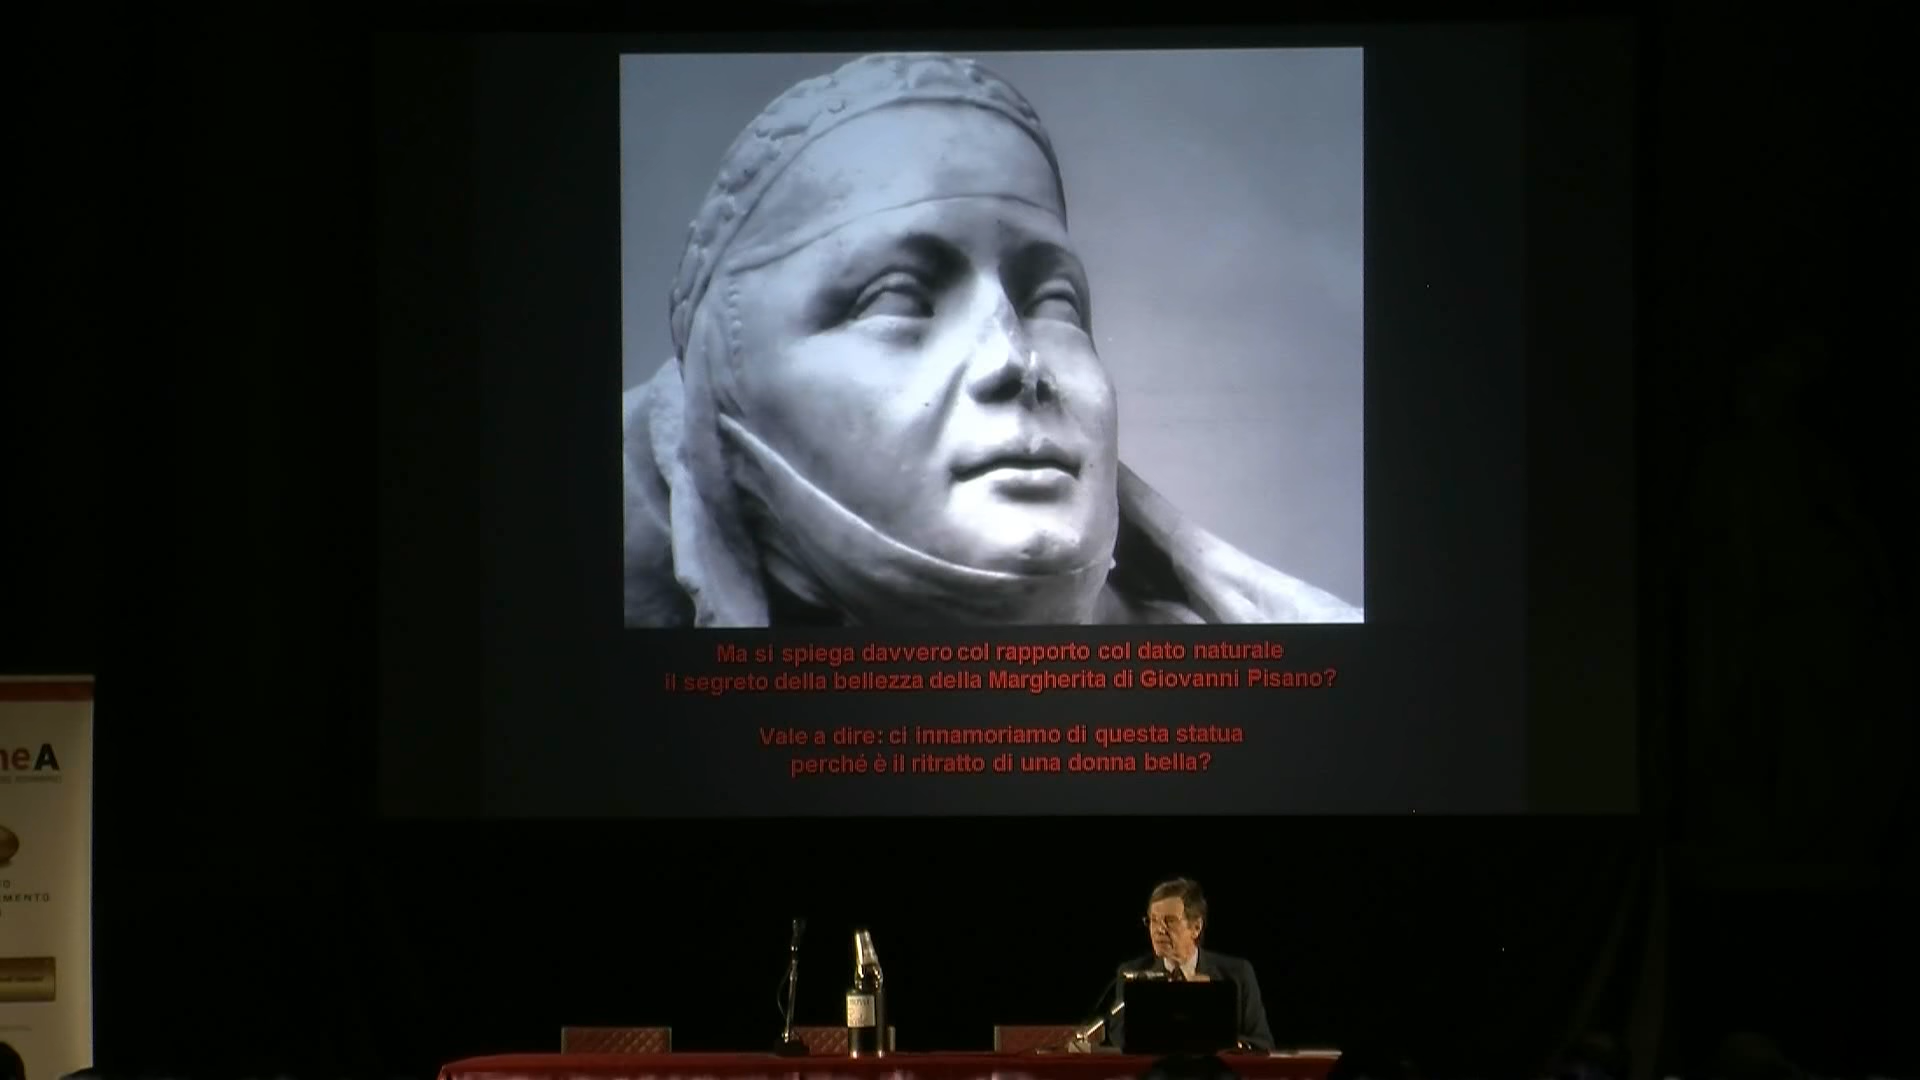 Ma si spiega davvero col rapporto col dato naturale
il segreto della bellezza della Margherita di Giovanni Pisano?
Vale a dire: ci innamoriamo di questa statua
perché è il ritratto di una donna bella?
neA